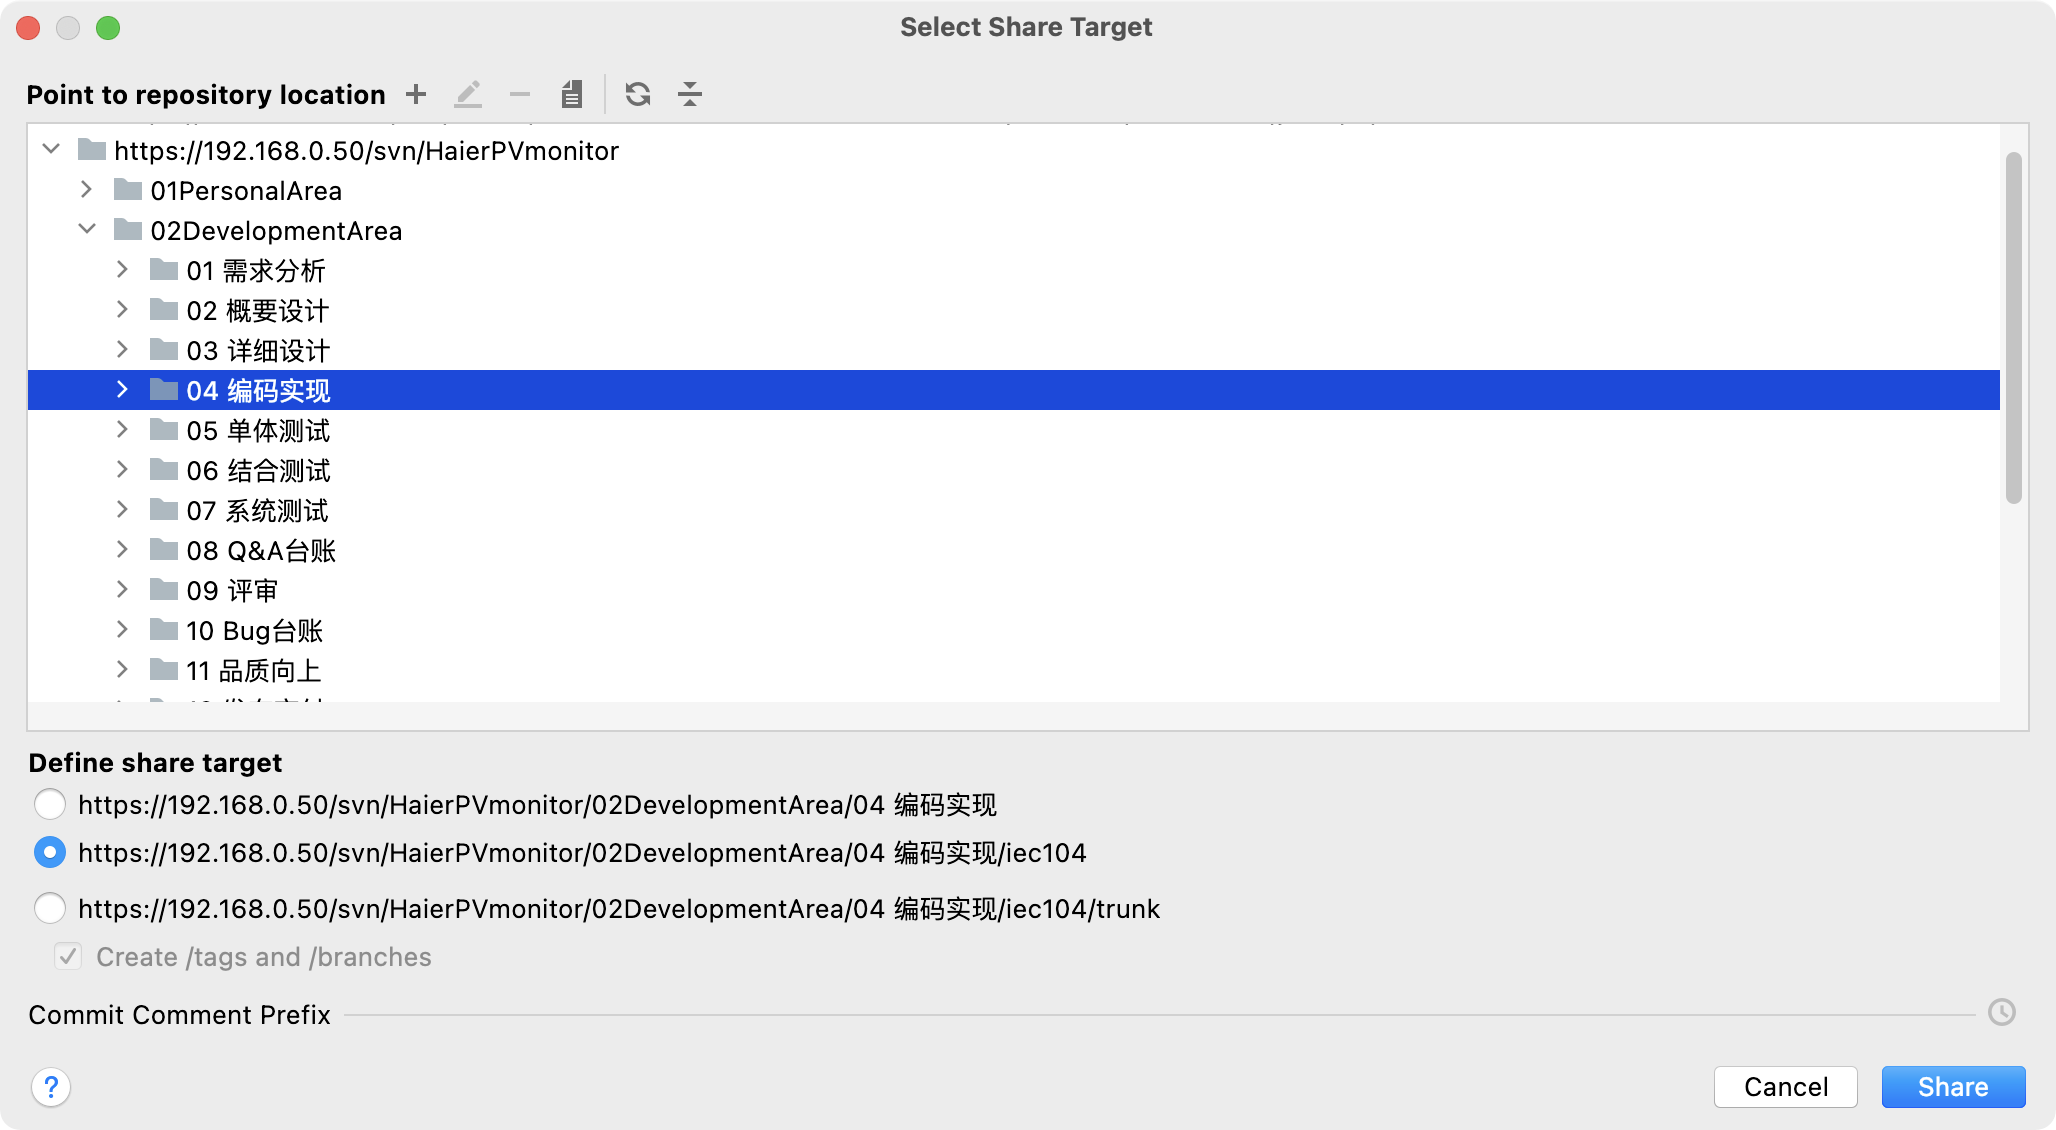 Select Share Target
Point to repository location
https://192.168.0.50/svn/HaierPVmonitor
01PersonalArea
02DevelopmentArea
01 需求分析
02 概要设计
03 详细设计
04 编码实现
05 单体测试
06 结合测试
07 系统测试
08 Q&A台账
09 评审
10 Bug台账
11 品质向上
Define share target
https://192.168.0.50/svn/HaierPVmonitor/02DevelopmentArea/04 编码实现
https://192.168.0.50/svn/HaierPVmonitor/02DevelopmentArea/04 编码实现/iec104
https://192.168.0.50/svn/HaierPVmonitor/02DevelopmentArea/04 编码实现/iec104/trunk
Create /tags and /branches
Commit Comment Prefix
?
Cancel
Share